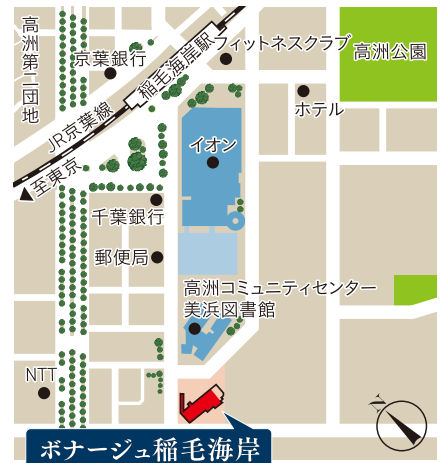 高洲第二団地
京葉銀行
稲毛海岸駅
フィットネスクラブ
高洲公園
ホテル
JR京葉線
至東京
イオン
千葉銀行
郵便局
高洲コミュニティセンター
美浜図書館
NTT
ボナージュ稲毛海岸